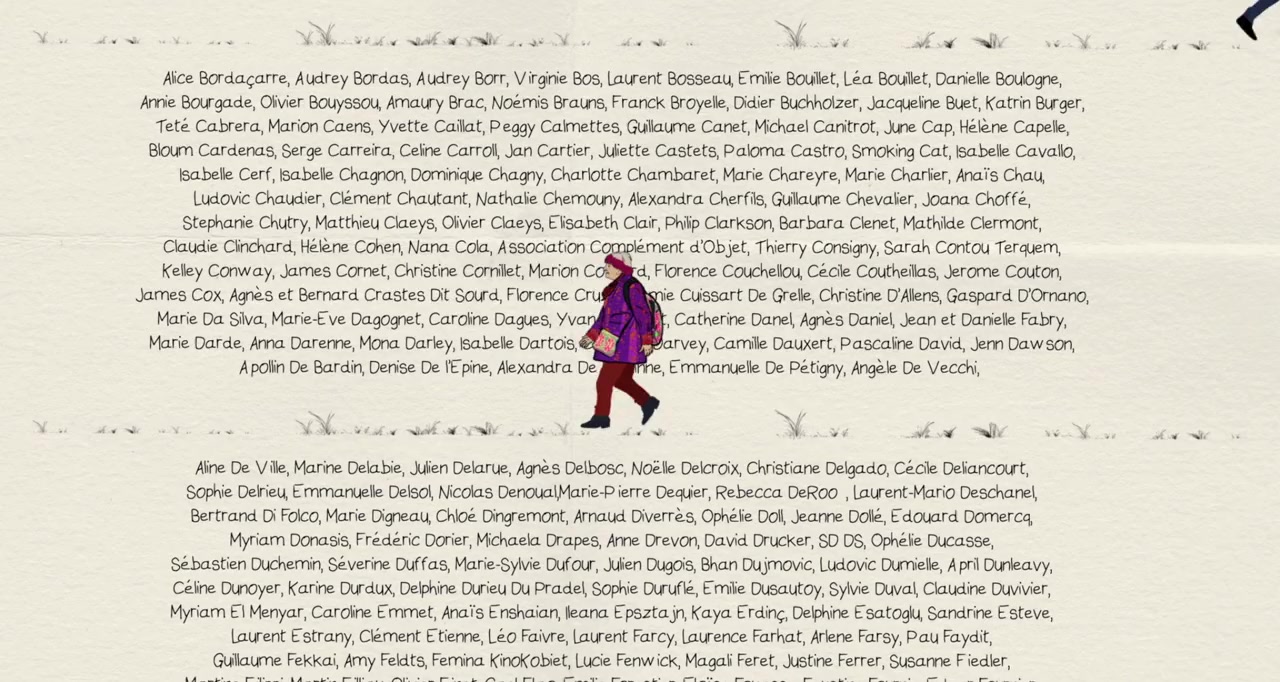 Alice Bordaçarre, Audrey Bordas, Audrey Borr, Virginie Bos, Laurent Bosseau, Emilie Bouillet, Léa Bouillet, Danielle Boulogne,
Annie Bourgade, Olivier Bouyssou, Amaury Brac, Noémis Brauns, Franck Broyelle, Didier Buchholzer, Jacqueline Buet, Katrin Burger,
Teté Cabrera, Marion Caens, Yvette Caillat, Peggy Calmettes, Guillaume Canet, Michael Canitrot, June Cap, Hélène Capelle,
Bloum Cardenas, Serge Carreira, Celine Carroll, Jan Cartier, Juliette Castets, Paloma Castro, Smoking Cat, Isabelle Cavallo,
Isabelle Cerf, Isabelle Chagnon, Dominique Chagny, Charlotte Chambaret, Marie Chareyre, Marie Charlier, Anaïs Chau,
Ludovic Chaudier, Clément Chautant, Nathalie Chemouny, Alexandra Cherfils, Guillaume Chevalier, Joana Choffé,
Stephanie Chutry, Matthieu Claeys, Olivier Claeys, Elisabeth Clair, Philip Clarkson, Barbara Clenet, Mathilde Clermont,
Claudie Clinchard, Hélène Cohen, Nana Cola, Association Complément d'Objet, Thierry Consigny, Sarah Contou Terquem,
Kelley Conway, James Cornet, Christine Cornillet, Marion Florence Couchellou, Cécile Coutheillas, Jerome Couton,
James Cox, Agnès et Bernard Crastes Dit Sourd, Florence Cuissart De Grelle, Christine D'Allens, Gaspard D'Ornano,
Marie Da Silva, Marie-Eve Dagognet, Caroline Dagues, Catherine Danel, Agnès Daniel, Jean et Danielle Fabry,
Marie Darde, Anna Darenne, Mona Darley, Isabelle Dartois, Darvey, Camille Dauxert, Pascaline David, Jenn Dawson,
Apollin De Bardin, Denise De l'Epine, Alexandra De Emmanuelle De Pétigny, Angèle De Vecchi,
Aline De Ville, Marine Delabie, Julien Delarue, Agnès Delbosc, Noëlle Delcroix, Christiane Delgado, Cécile Deliancourt,
Sophie Delrieu, Emmanuelle Delsol, Nicolas Denoual,Marie-Pierre Dequier, Rebecca DeRoo , Laurent-Mario Deschanel,
Bertrand Di Folco, Marie Digneau, Chloé Dingremont, Arnaud Diverrès, Ophélie Doll, Jeanne Dollé, Edouard Domercq,
Myriam Donasis, Frédéric Dorier, Michaela Drapes, Anne Drevon, David Drucker, SD DS, Ophélie Ducasse,
Sébastien Duchemin, Séverine Duffas, Marie-Sylvie Dufour, Julien Dugois, Bhan Dujmovic, Ludovic Dumielle, April Dunleavy,
Céline Dunoyer, Karine Durdux, Delphine Durieu Du Pradel, Sophie Duruflé, Emilie Dusautoy, Sylvie Duval, Claudine Duvivier,
Myriam El Menyar, Caroline Emmet, Anaïs Enshaian, Ileana Epsztajn, Kaya Erdinç, Delphine Esatoglu, Sandrine Esteve,
Laurent Estrany, Clément Etienne, Léo Faivre, Laurent Farcy, Laurence Farhat, Arlene Farsy, Pau Faydit,
Guillaume Fekkai, Amy Feldts, Femina KinoKobiet, Lucie Fenwick, Magali Feret, Justine Ferrer, Susanne Fiedler,